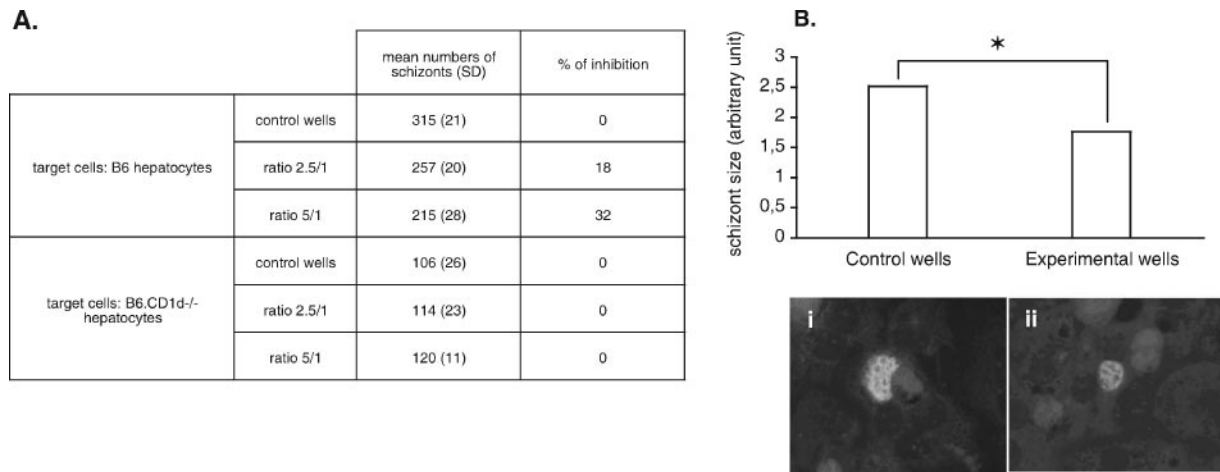 A.
mean numbers of
schizonts (SD)
% of inhibition
target cells: B6 hepatocytes
control wells
315 (21)
0
ratio 2.5/1
257 (20)
18
ratio 5/1
215 (28)
32
target cells: B6.CD1d-/-
hepatocytes
control wells
106 (26)
0
ratio 2.5/1
114 (23)
0
ratio 5/1
120 (11)
0
B.
schizont size (arbitrary unit)
3
2,5
2
1,5
1
0,5
0
*
Control wells
Experimental wells
i
ii